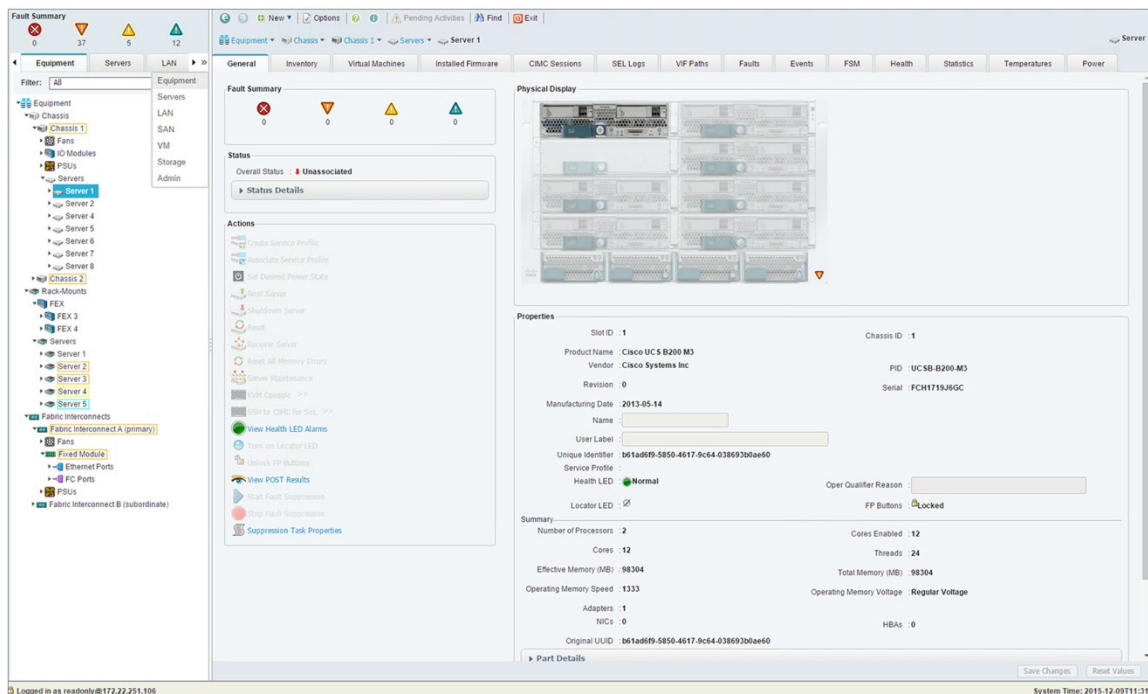 Fault Summary
0 37 5 12
New Options Pending Activities Find Exit
Equipment Chassis Chassis 1 Servers Server 1
Server
Equipment Servers LAN
Filter: All
Equipment
Servers
LAN
SAN
VM
Storage
Admin
Equipment
Chassis
Chassis 1
Fans
IO Modules
PSUs
Servers
Server 1
Server 2
Server 4
Server 5
Server 6
Server 7
Server 8
Chassis 2
Rack-Mounts
FEX
FEX 3
FEX 4
Servers
Server 1
Server 2
Server 3
Server 4
Server 5
Fabric Interconnects
Fabric Interconnect A (primary)
Fans
Fixed Module
Ethernet Ports
FC Ports
PSUs
Fabric Interconnect B (subordinate)
General Inventory Virtual Machines Installed Firmware CIMC Sessions SEL Logs VIF Paths Faults Events FSM Health Statistics Temperatures Power
Fault Summary
0 0 0 0
Status
Overall Status : Unassociated
Status Details
Actions
Create Service Profile
Associate Service Profile
Set Desired Power State
Boot Server
Shutdown Server
Reset
Recover Server
Reset All Memory Errors
Server Maintenance
KVM Console >>
SSH to CIMC for SoL >>
View Health LED Alarms
Turn on Locator LED
Unlock FP Buttons
View POST Results
Start Fault Suppression
Stop Fault Suppression
Suppression Task Properties
Physical Display
Properties
Slot ID : 1
Chassis ID : 1
Product Name : Cisco UCS B200 M3
Vendor : Cisco Systems Inc
PID : UCSB-B200-M3
Revision : 0
Serial : FCH1719J6GC
Manufacturing Date : 2013-05-14
Name :
User Label :
Unique Identifier : b61ad6f9-5850-4617-9c64-038693b0ae60
Service Profile :
Health LED : Normal
Oper Qualifier Reason :
Locator LED :
FP Buttons : Locked
Summary
Number of Processors : 2
Cores Enabled : 12
Cores : 12
Threads : 24
Effective Memory (MB) : 98304
Total Memory (MB) : 98304
Operating Memory Speed : 1333
Operating Memory Voltage : Regular Voltage
Adapters : 1
NICs : 0
HBAs : 0
Original UUID : b61ad6f9-5850-4617-9c64-038693b0ae60
Part Details
Save Changes Reset Values
Logged in as readonly@172.22.251.106
System Time: 2015-12-09T11:31